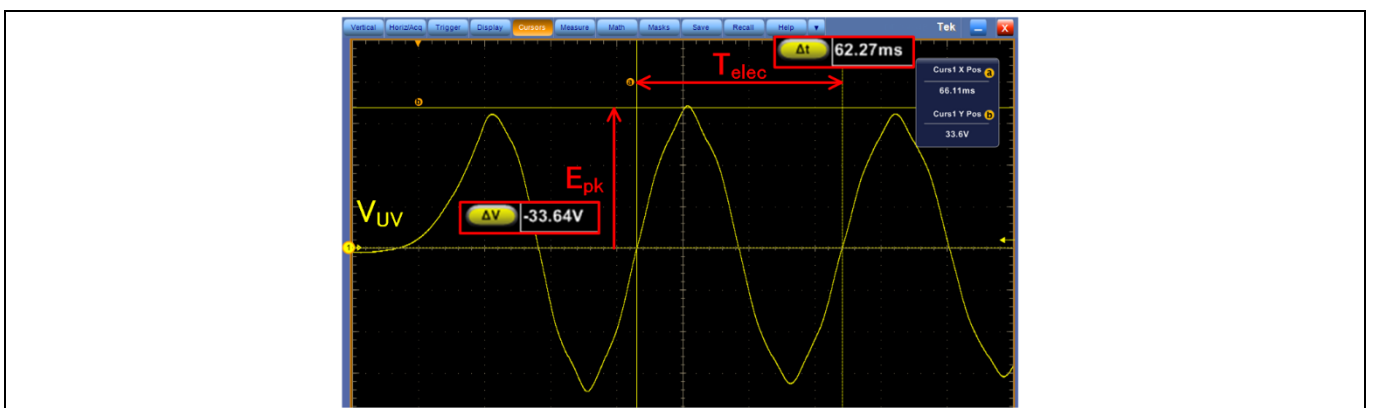 Vertical Horiz/Acq Trigger Display Cursors Measure Math Masks Save Recall Help Tek X
Δt 62.27ms
Telec
a
Curs1 X Pos a
66.11ms
b
Curs1 Y Pos b
33.6V
Epk
VUV
ΔV -33.64V
1